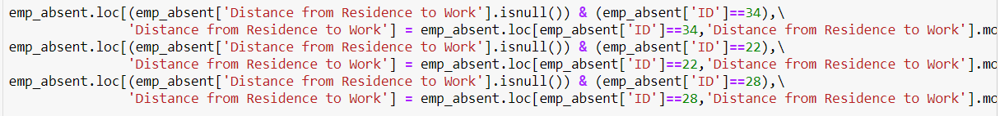 emp_absent.loc[(emp_absent['Distance from Residence to Work'].isnull()) & (emp_absent['ID']==34),\
'Distance from Residence to Work'] = emp_absent.loc[emp_absent['ID']==34,'Distance from Residence to Work'].mo
emp_absent.loc[(emp_absent['Distance from Residence to Work'].isnull()) & (emp_absent['ID']==22),\
'Distance from Residence to Work'] = emp_absent.loc[emp_absent['ID']==22,'Distance from Residence to Work'].mo
emp_absent.loc[(emp_absent['Distance from Residence to Work'].isnull()) & (emp_absent['ID']==28),\
'Distance from Residence to Work'] = emp_absent.loc[emp_absent['ID']==28,'Distance from Residence to Work'].mo